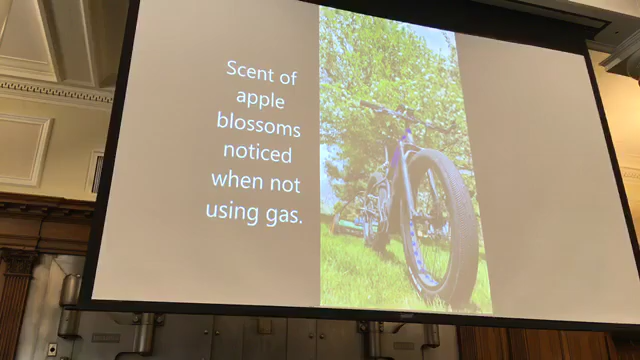 Scent of
apple
blossoms
noticed
when not
using gas.